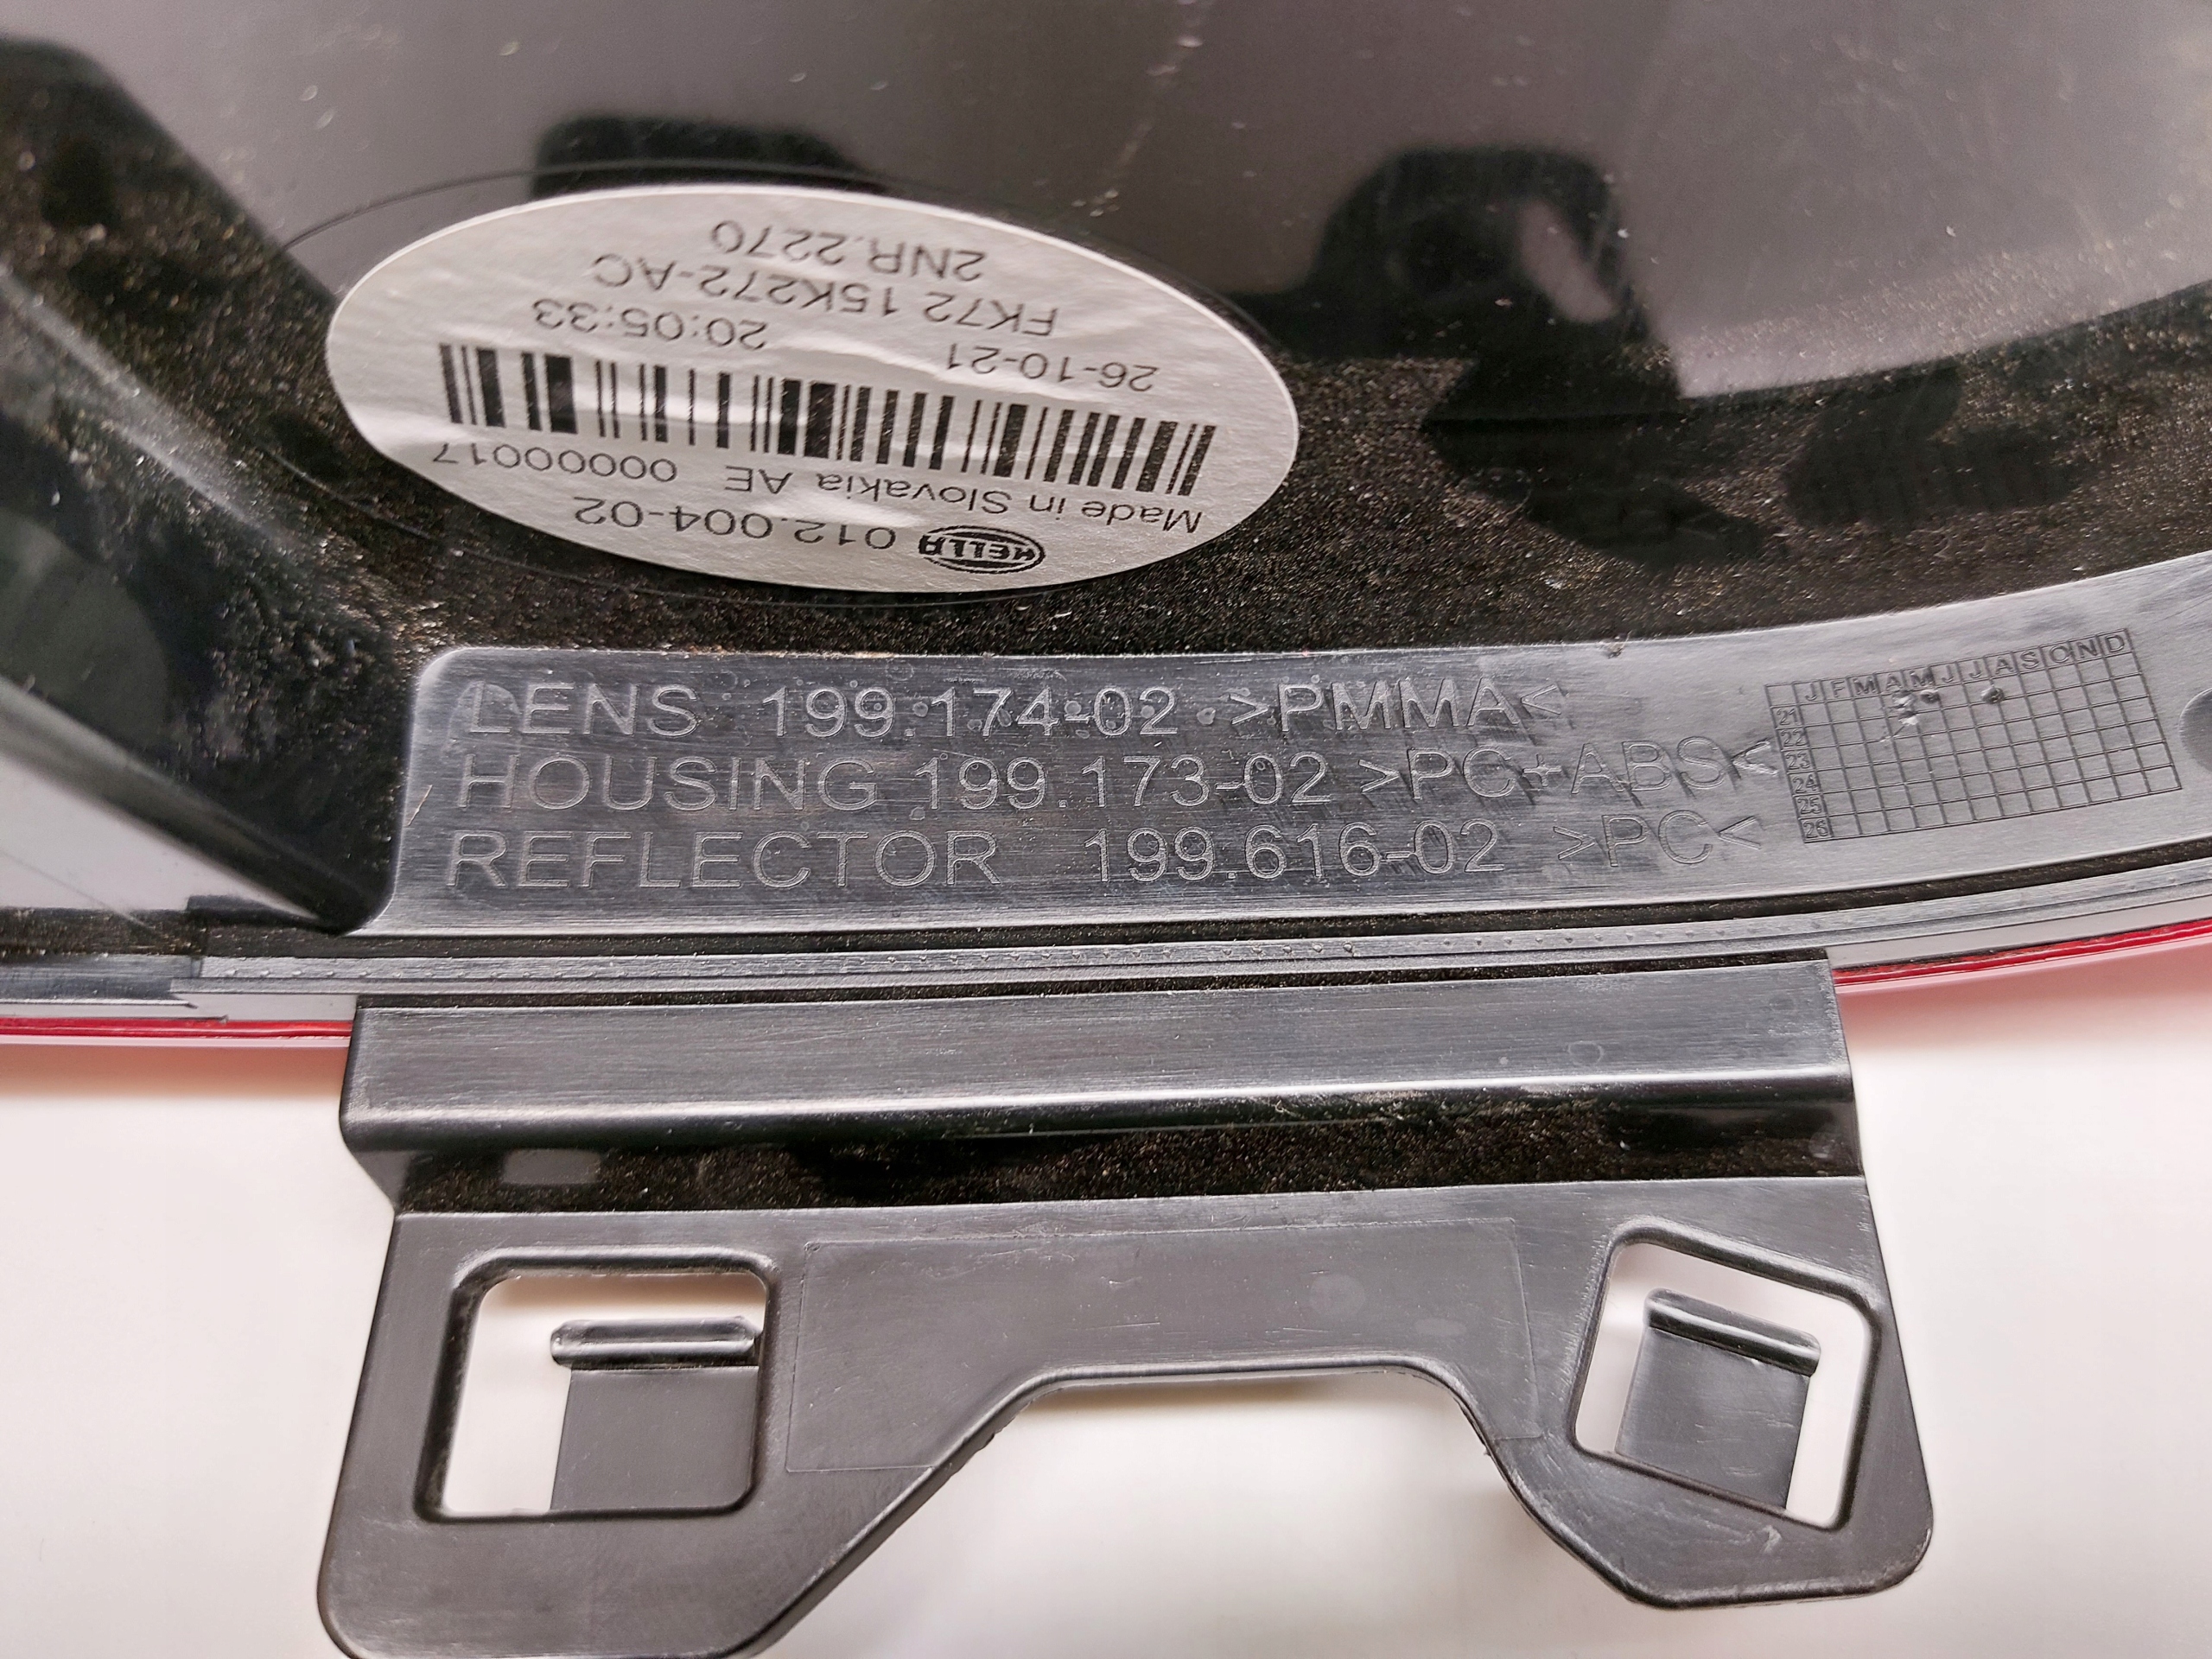 HELLA 012.004-02
Made in Slovakia AE 00000017
26-10-21 20:05:33
FK72 15K272-AC
2NR.2270
LENS 199.174-02 >PMMA<
HOUSING 199.173-02 >PC+ABS<
REFLECTOR 199.616-02 >PC<
J F M A M J J A S O N D
21
22
23
24
25
26